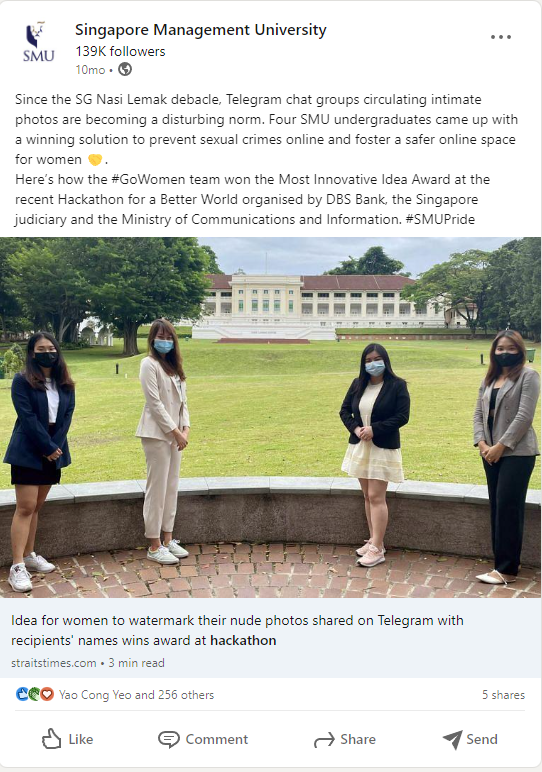 Singapore Management University
139K followers
10mo •
SMU
Since the SG Nasi Lemak debacle, Telegram chat groups circulating intimate
photos are becoming a disturbing norm. Four SMU undergraduates came up with
a winning solution to prevent sexual crimes online and foster a safer online space
for women 💛.
Here's how the #GoWomen team won the Most Innovative Idea Award at the
recent Hackathon for a Better World organised by DBS Bank, the Singapore
judiciary and the Ministry of Communications and Information. #SMUPride
Idea for women to watermark their nude photos shared on Telegram with
recipients' names wins award at hackathon
straitstimes.com • 3 min read
Yao Cong Yeo and 256 others
5 shares
Like
Comment
Share
Send